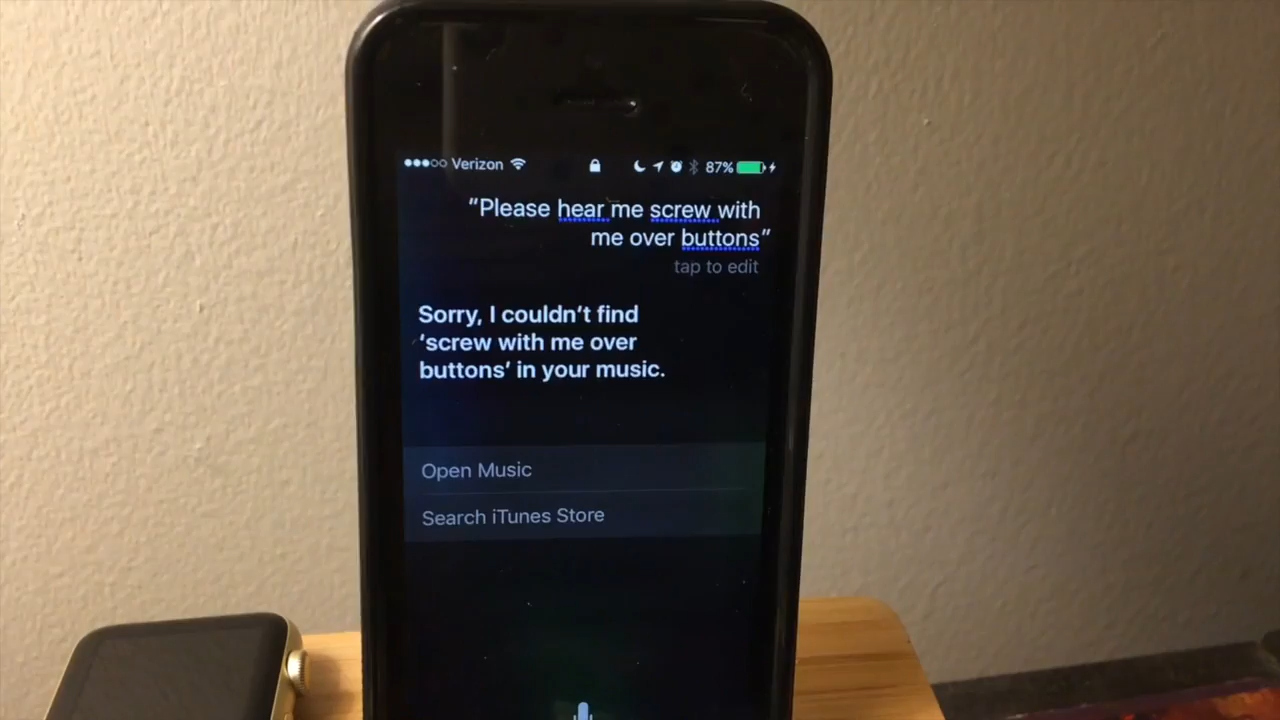 Verizon 87%
“Please hear me screw with
me over buttons”
tap to edit
Sorry, I couldn’t find
‘screw with me over
buttons’ in your music.
Open Music
Search iTunes Store